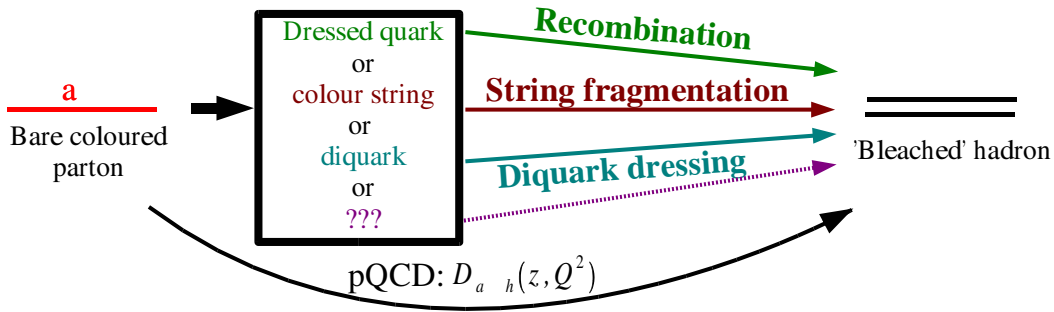 Dressed quark
or
colour string
or
diquark
or
???
a
Bare coloured
parton
Recombination
String fragmentation
Diquark dressing
'Bleached' hadron
pQCD: D_{a h}(z,Q^2)